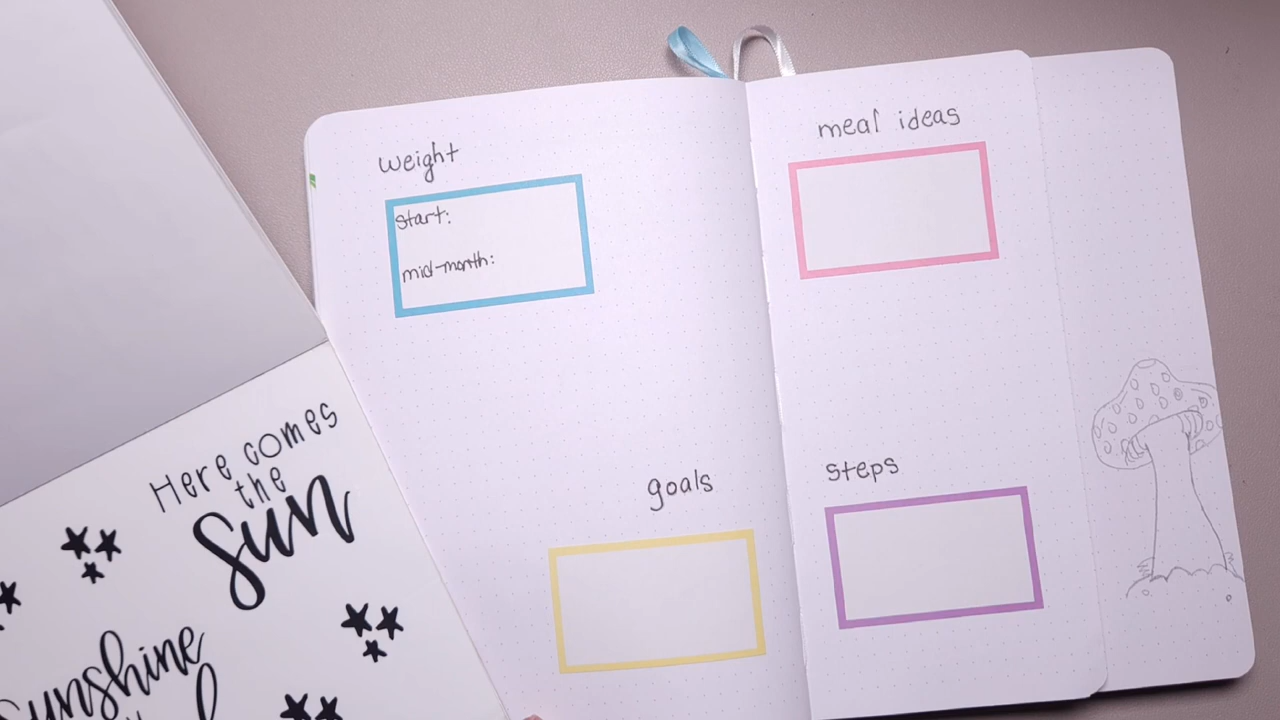 weight
start:
mid-month:
goals
meal ideas
steps
Here comes
the
sun
Sunshine